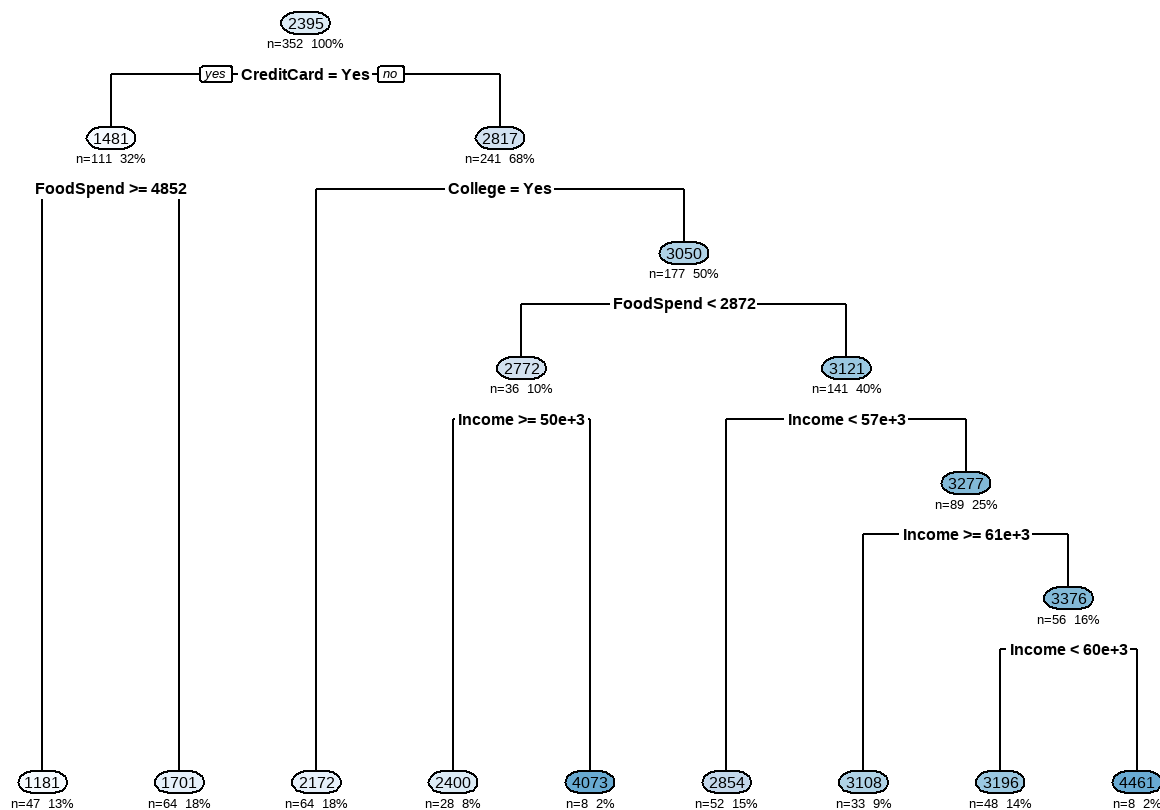 2395
n=352 100%
yes CreditCard = Yes no
1481
n=111 32%
2817
n=241 68%
FoodSpend >= 4852
College = Yes
3050
n=177 50%
FoodSpend < 2872
2772
n=36 10%
3121
n=141 40%
Income >= 50e+3
Income < 57e+3
3277
n=89 25%
Income >= 61e+3
3376
n=56 16%
Income < 60e+3
1181
n=47 13%
1701
n=64 18%
2172
n=64 18%
2400
n=28 8%
4073
n=8 2%
2854
n=52 15%
3108
n=33 9%
3196
n=48 14%
4461
n=8 2%